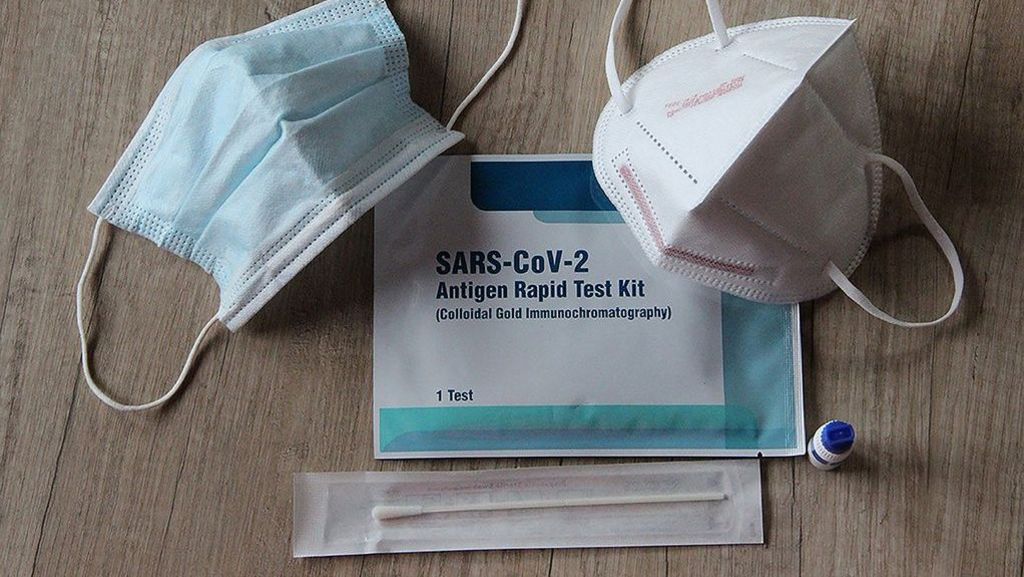 SARS-CoV-2
Antigen Rapid Test Kit
(Colloidal Gold Immunochromatography)
1 Test